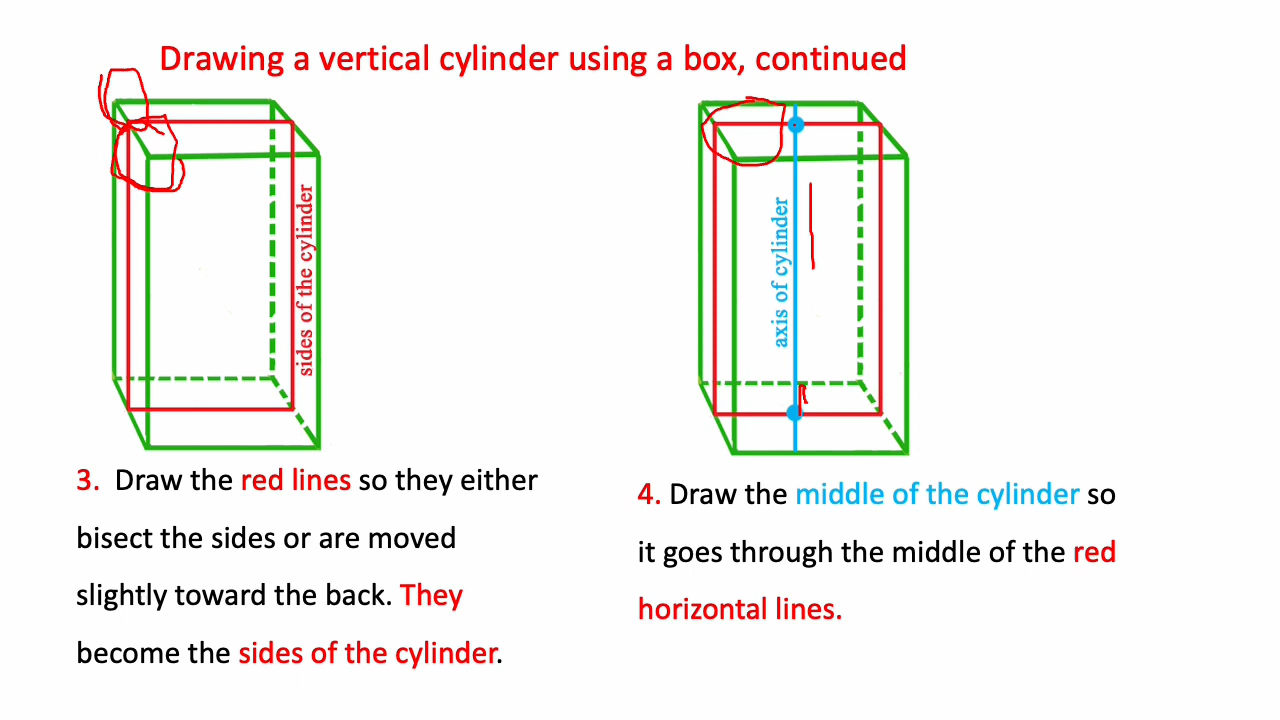 Drawing a vertical cylinder using a box, continued
sides of the cylinder
axis of cylinder
3. Draw the red lines so they either
bisect the sides or are moved
slightly toward the back. They
become the sides of the cylinder.
4. Draw the middle of the cylinder so
it goes through the middle of the red
horizontal lines.